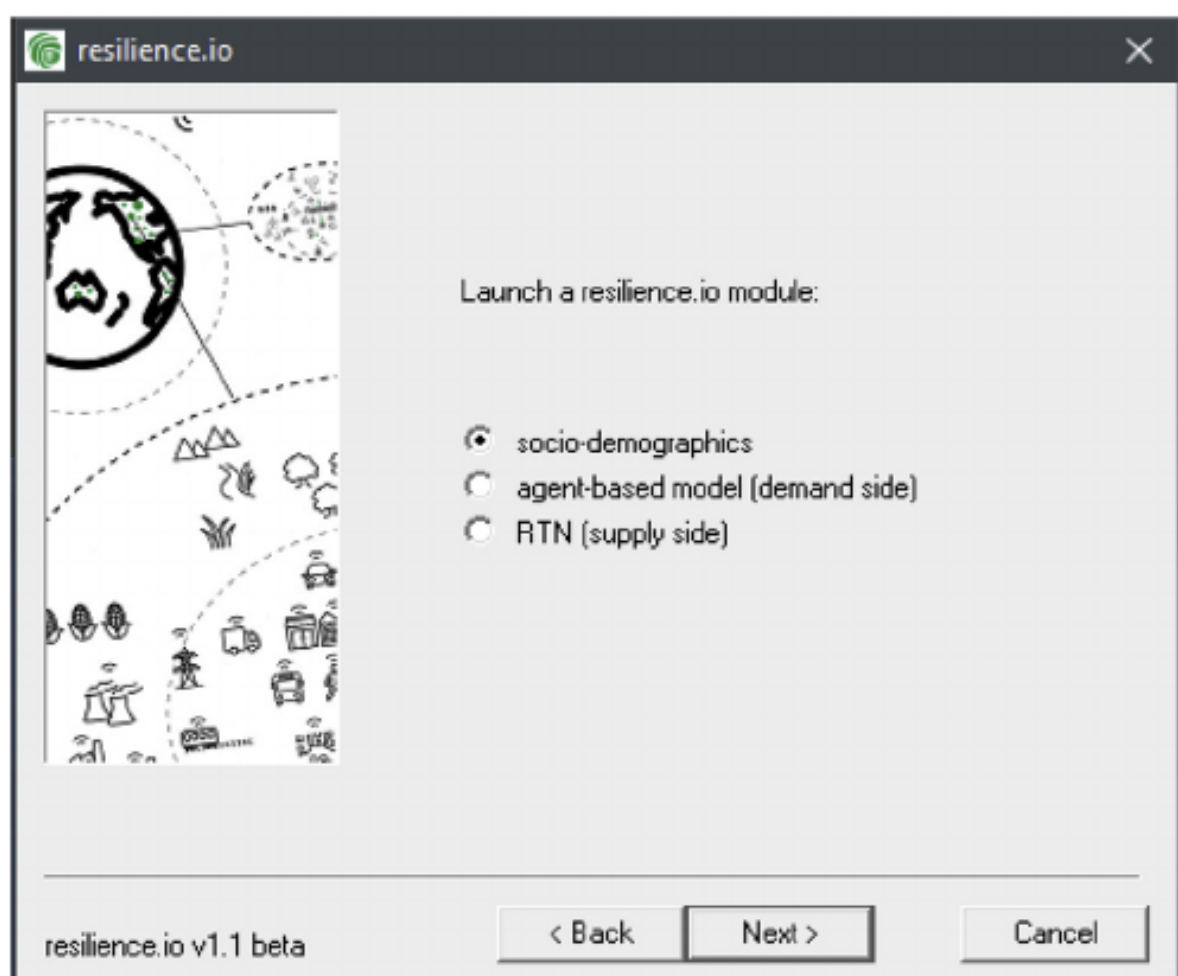 resilience.io
Launch a resilience.io module:
socio-demographics
agent-based model (demand side)
RTN (supply side)
resilience.io v1.1 beta
< Back
Next >
Cancel